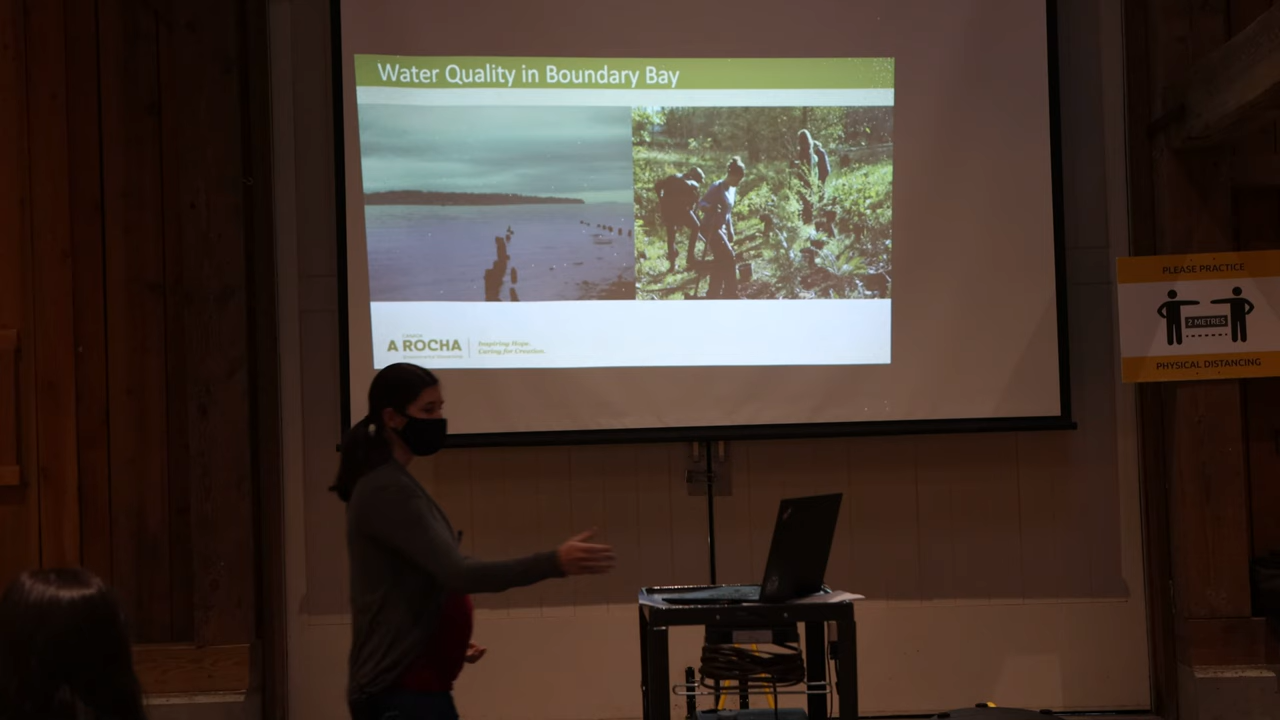 Water Quality in Boundary Bay
A ROCHA
Inspiring Hope.
Caring for Creation.
PLEASE PRACTICE
2 METRES
PHYSICAL DISTANCING